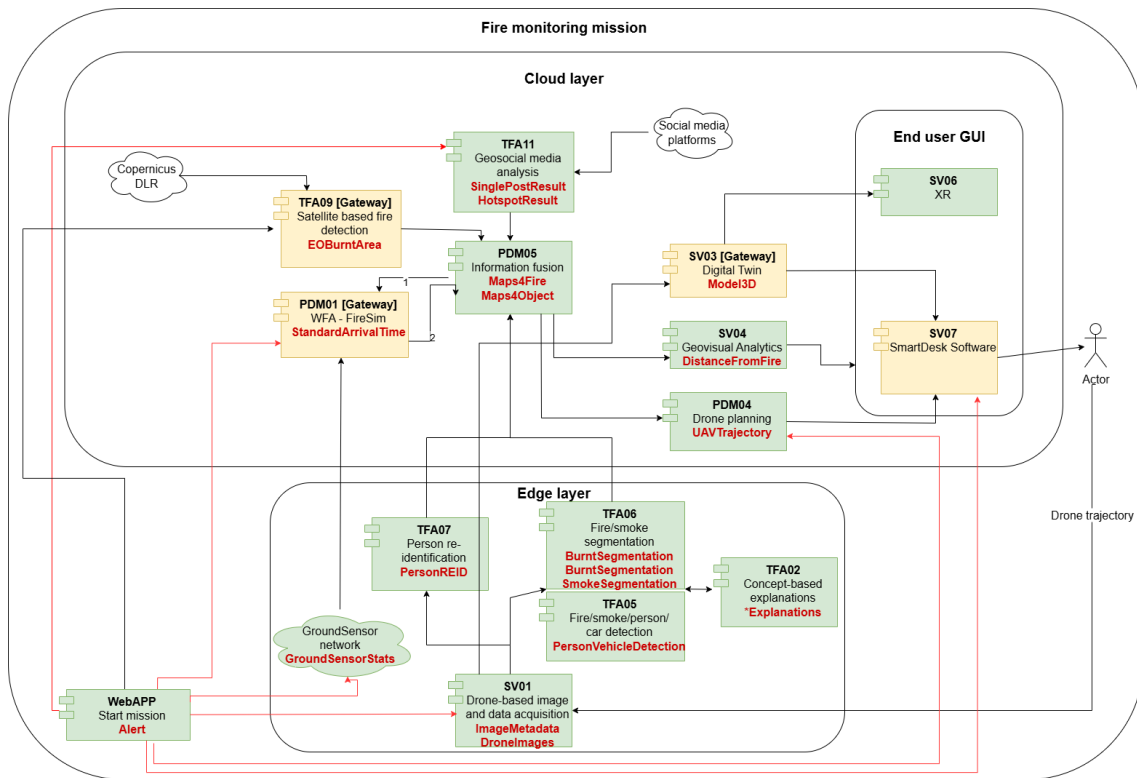 Fire monitoring mission
Cloud layer
Social media
platforms
End user GUI
TFA11
Geosocial media
analysis
SinglePostResult
HotspotResult
Copernicus
DLR
TFA09 [Gateway]
Satellite based fire
detection
EOBurntArea
SV06
XR
PDM05
Information fusion
Maps4Fire
Maps4Object
SV03 [Gateway]
Digital Twin
Model3D
1
2
PDM01 [Gateway]
WFA - FireSim
StandardArrivalTime
SV04
Geovisual Analytics
DistanceFromFire
SV07
SmartDesk Software
Actor
PDM04
Drone planning
UAVTrajectory
Edge layer
TFA07
Person re-
identification
PersonREID
TFA06
Fire/smoke
segmentation
BurntSegmentation
BurntSegmentation
SmokeSegmentation
Drone trajectory
TFA02
Concept-based
explanations
*Explanations
TFA05
Fire/smoke/person/
car detection
PersonVehicleDetection
GroundSensor
network
GroundSensorStats
SV01
Drone-based image
and data acquisition
ImageMetadata
DroneImages
WebAPP
Start mission
Alert